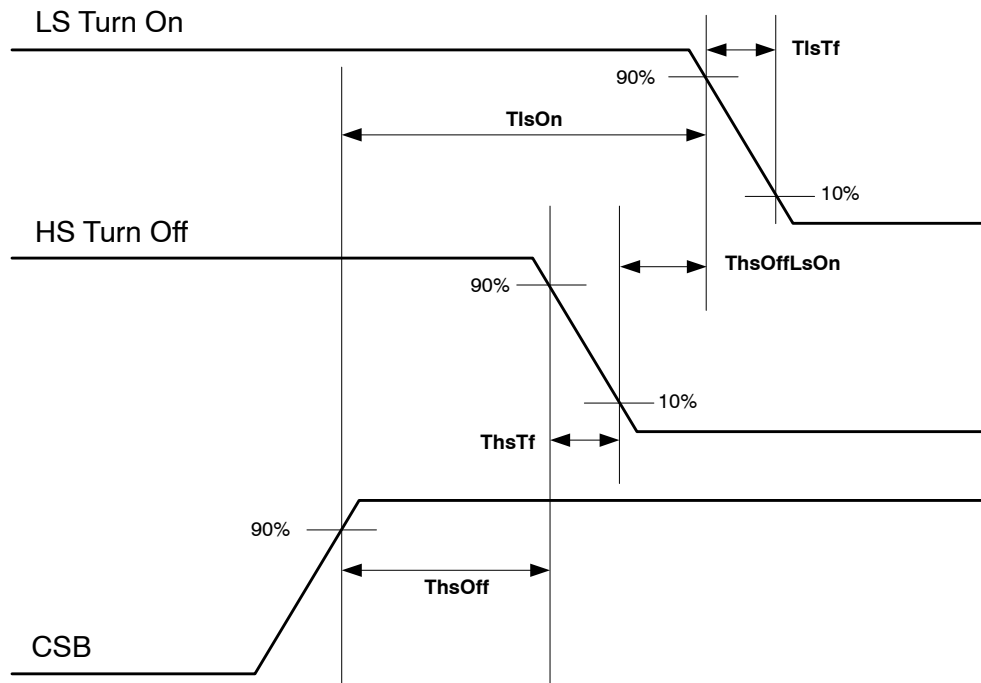 LS Turn On
TlsTf
90%
TlsOn
10%
HS Turn Off
ThsOffLsOn
90%
10%
ThsTf
90%
ThsOff
CSB